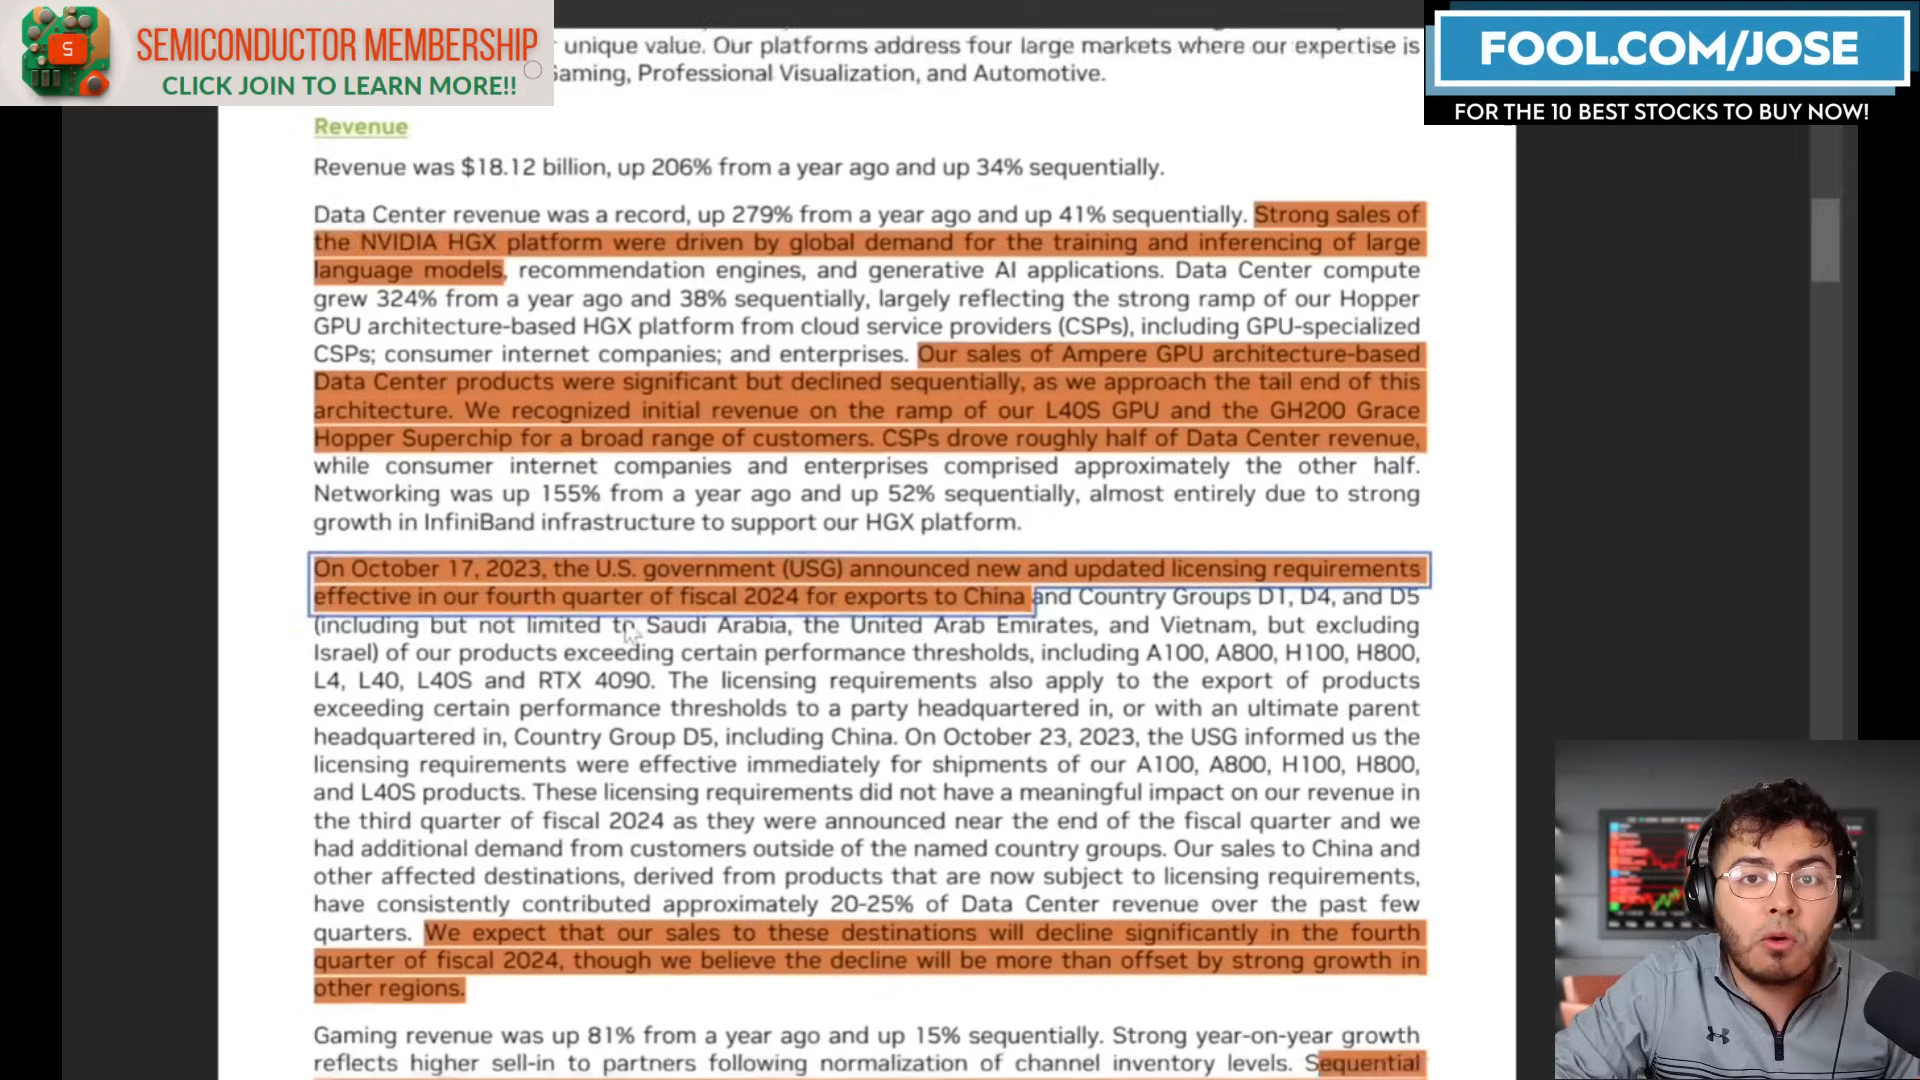 S
SEMICONDUCTOR MEMBERSHIP
CLICK JOIN TO LEARN MORE!!
FOOL.COM/JOSE
FOR THE 10 BEST STOCKS TO BUY NOW!
unique value. Our platforms address four large markets where our expertise is
Gaming, Professional Visualization, and Automotive.
Revenue
Revenue was $18.12 billion, up 206% from a year ago and up 34% sequentially.
Data Center revenue was a record, up 279% from a year ago and up 41% sequentially. Strong sales of
the NVIDIA HGX platform were driven by global demand for the training and inferencing of large
language models, recommendation engines, and generative AI applications. Data Center compute
grew 324% from a year ago and 38% sequentially, largely reflecting the strong ramp of our Hopper
GPU architecture-based HGX platform from cloud service providers (CSPs), including GPU-specialized
CSPs; consumer internet companies; and enterprises. Our sales of Ampere GPU architecture-based
Data Center products were significant but declined sequentially, as we approach the tail end of this
architecture. We recognized initial revenue on the ramp of our L40S GPU and the GH200 Grace
Hopper Superchip for a broad range of customers. CSPs drove roughly half of Data Center revenue,
while consumer internet companies and enterprises comprised approximately the other half.
Networking was up 155% from a year ago and up 52% sequentially, almost entirely due to strong
growth in InfiniBand infrastructure to support our HGX platform.
On October 17, 2023, the U.S. government (USG) announced new and updated licensing requirements
effective in our fourth quarter of fiscal 2024 for exports to China and Country Groups D1, D4, and D5
(including but not limited to Saudi Arabia, the United Arab Emirates, and Vietnam, but excluding
Israel) of our products exceeding certain performance thresholds, including A100, A800, H100, H800,
L4, L40, L40S and RTX 4090. The licensing requirements also apply to the export of products
exceeding certain performance thresholds to a party headquartered in, or with an ultimate parent
headquartered in, Country Group D5, including China. On October 23, 2023, the USG informed us the
licensing requirements were effective immediately for shipments of our A100, A800, H100, H800,
and L40S products. These licensing requirements did not have a meaningful impact on our revenue in
the third quarter of fiscal 2024 as they were announced near the end of the fiscal quarter and we
had additional demand from customers outside of the named country groups. Our sales to China and
other affected destinations, derived from products that are now subject to licensing requirements,
have consistently contributed approximately 20-25% of Data Center revenue over the past few
quarters. We expect that our sales to these destinations will decline significantly in the fourth
quarter of fiscal 2024, though we believe the decline will be more than offset by strong growth in
other regions.
Gaming revenue was up 81% from a year ago and up 15% sequentially. Strong year-on-year growth
reflects higher sell-in to partners following normalization of channel inventory levels. Sequential